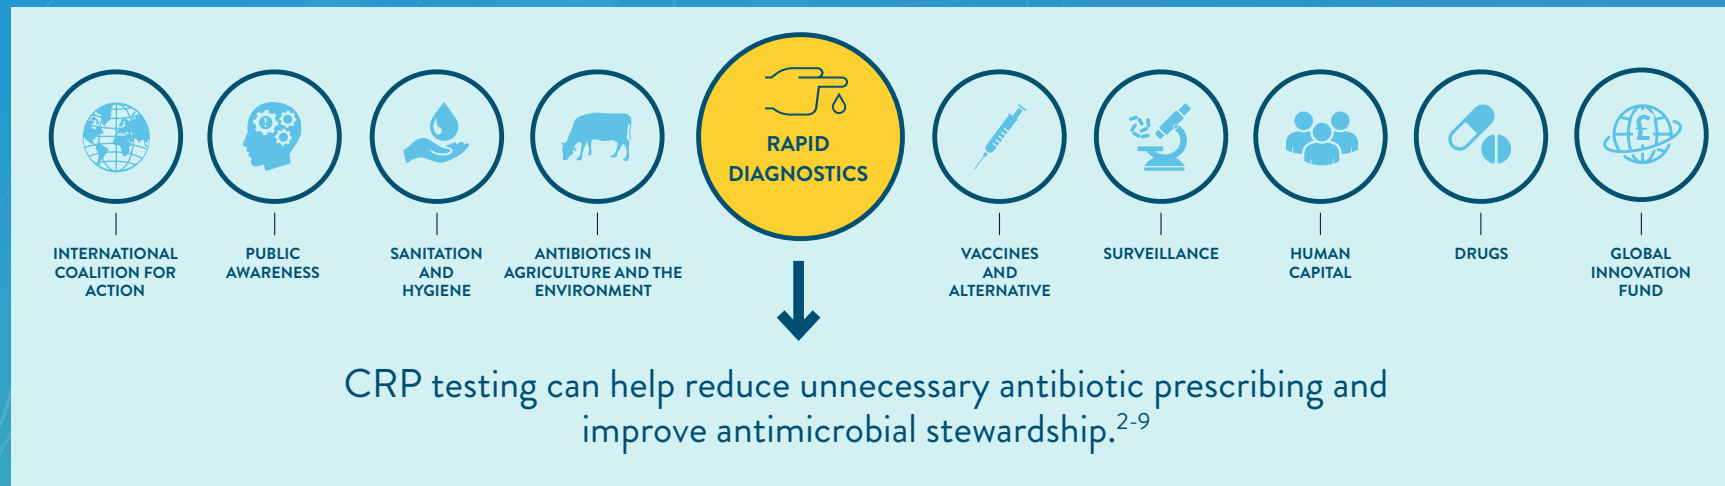 RAPID
DIAGNOSTICS
INTERNATIONAL
COALITION FOR
ACTION
PUBLIC
AWARENESS
SANITATION
AND
HYGIENE
ANTIBIOTICS IN
AGRICULTURE AND THE
ENVIRONMENT
VACCINES
AND
ALTERNATIVE
SURVEILLANCE
HUMAN
CAPITAL
DRUGS
£
GLOBAL
INNOVATION
FUND
CRP testing can help reduce unnecessary antibiotic prescribing and
improve antimicrobial stewardship.2-9